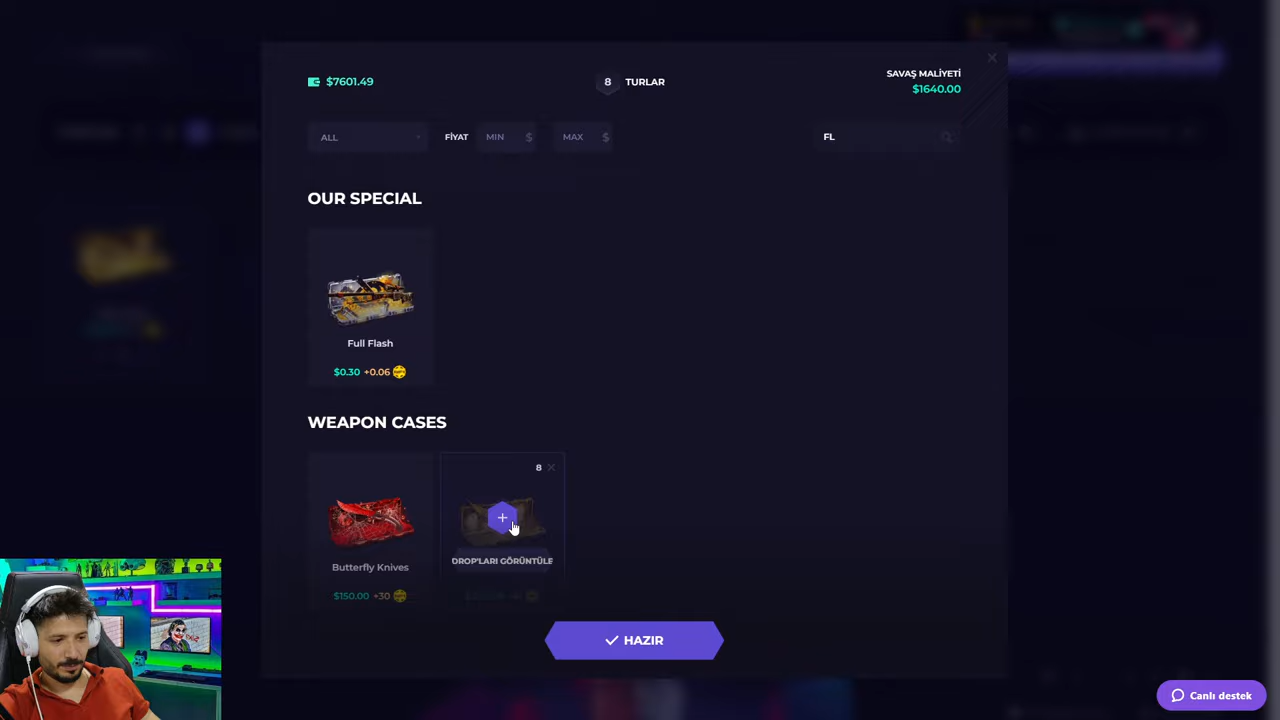 $7601.49
8 TURLAR
SAVAŞ MALİYETİ
$1640.00
ALL
FİYAT
MIN $
MAX $
FL
OUR SPECIAL
Full Flash
$0.30 +0.06
WEAPON CASES
8
DROP'LARI GÖRÜNTÜLE
Butterfly Knives
$150.00 +30
HAZIR
Canlı destek